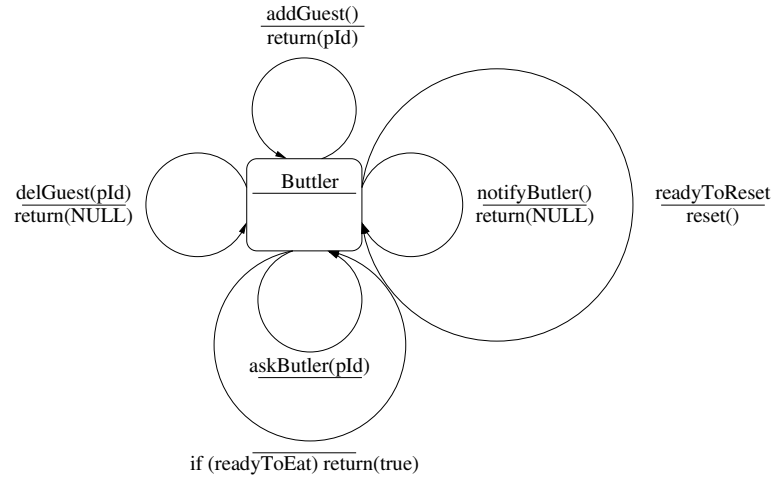 addGuest()
return(pId)
Buttler
delGuest(pId)
return(NULL)
notifyButler()
return(NULL)
readyToReset
reset()
askButler(pId)
if (readyToEat) return(true)